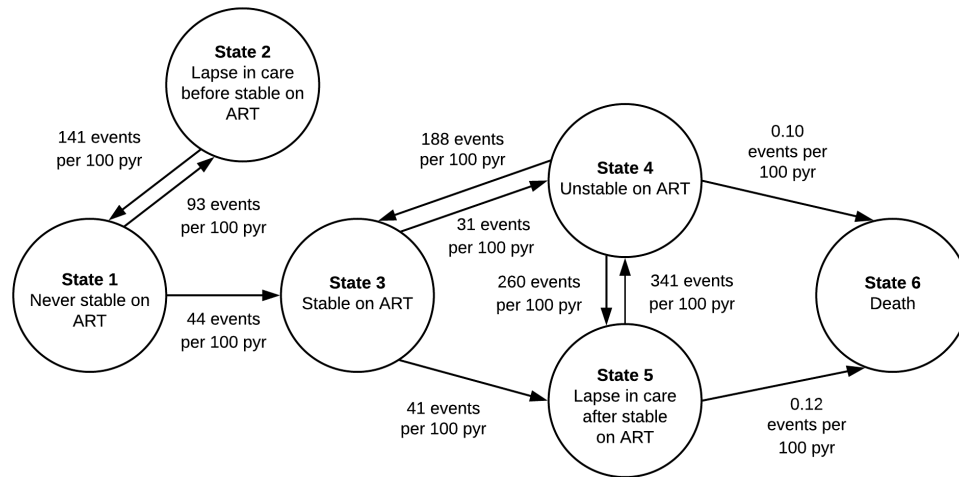 State 2
Lapse in care
before stable on
ART
141 events
per 100 pyr
93 events
per 100 pyr
State 1
Never stable on
ART
44 events
per 100 pyr
State 3
Stable on ART
188 events
per 100 pyr
31 events
per 100 pyr
State 4
Unstable on ART
0.10
events per
100 pyr
260 events
per 100 pyr
341 events
per 100 pyr
State 6
Death
41 events
per 100 pyr
State 5
Lapse in care
after stable
on ART
0.12
events per
100 pyr